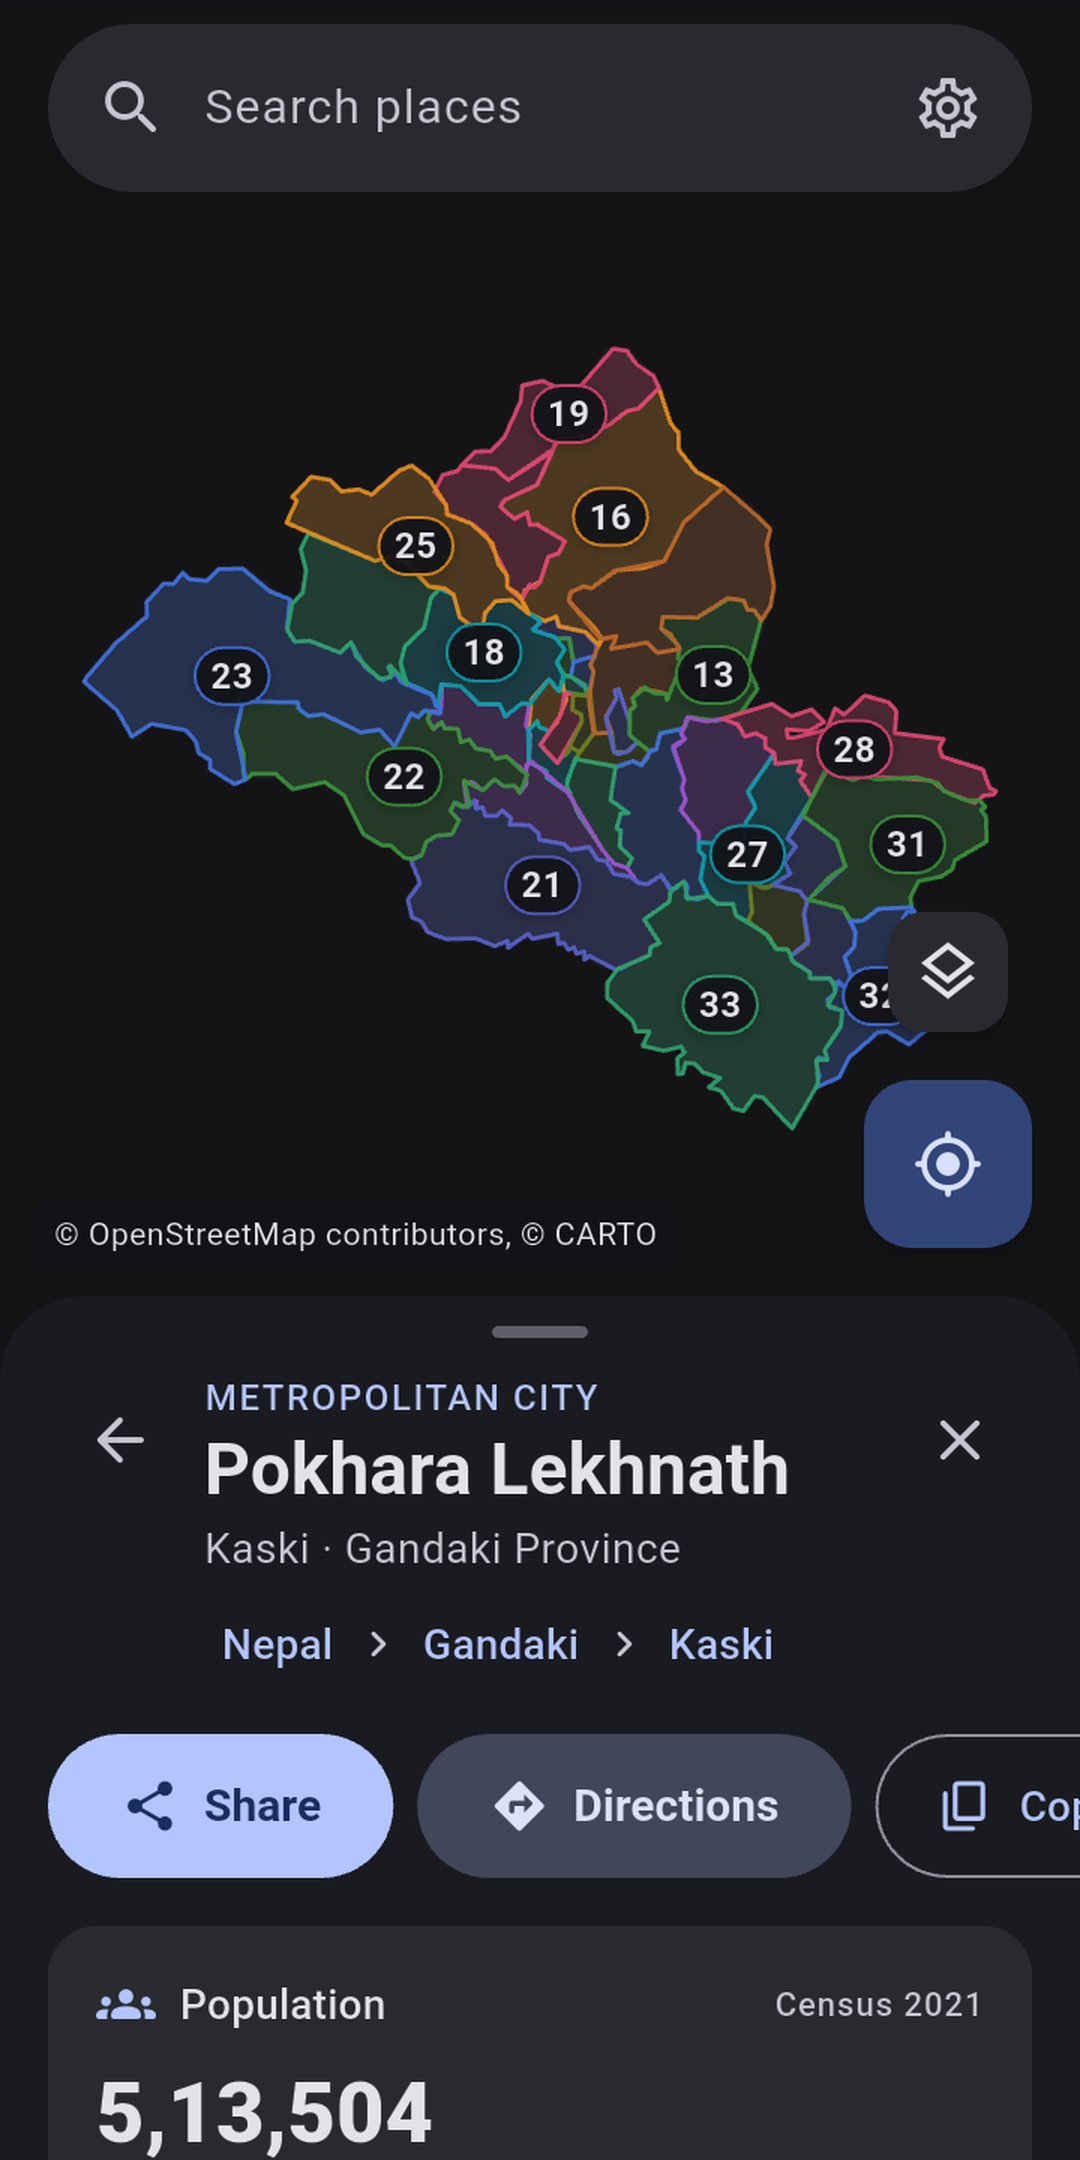 Search places
19
16
25
18
23
13
28
22
31
27
21
33
© OpenStreetMap contributors, © CARTO
METROPOLITAN CITY
Pokhara Lekhnath
Kaski · Gandaki Province
Nepal > Gandaki > Kaski
Share
Directions
Population
Census 2021
5,13,504